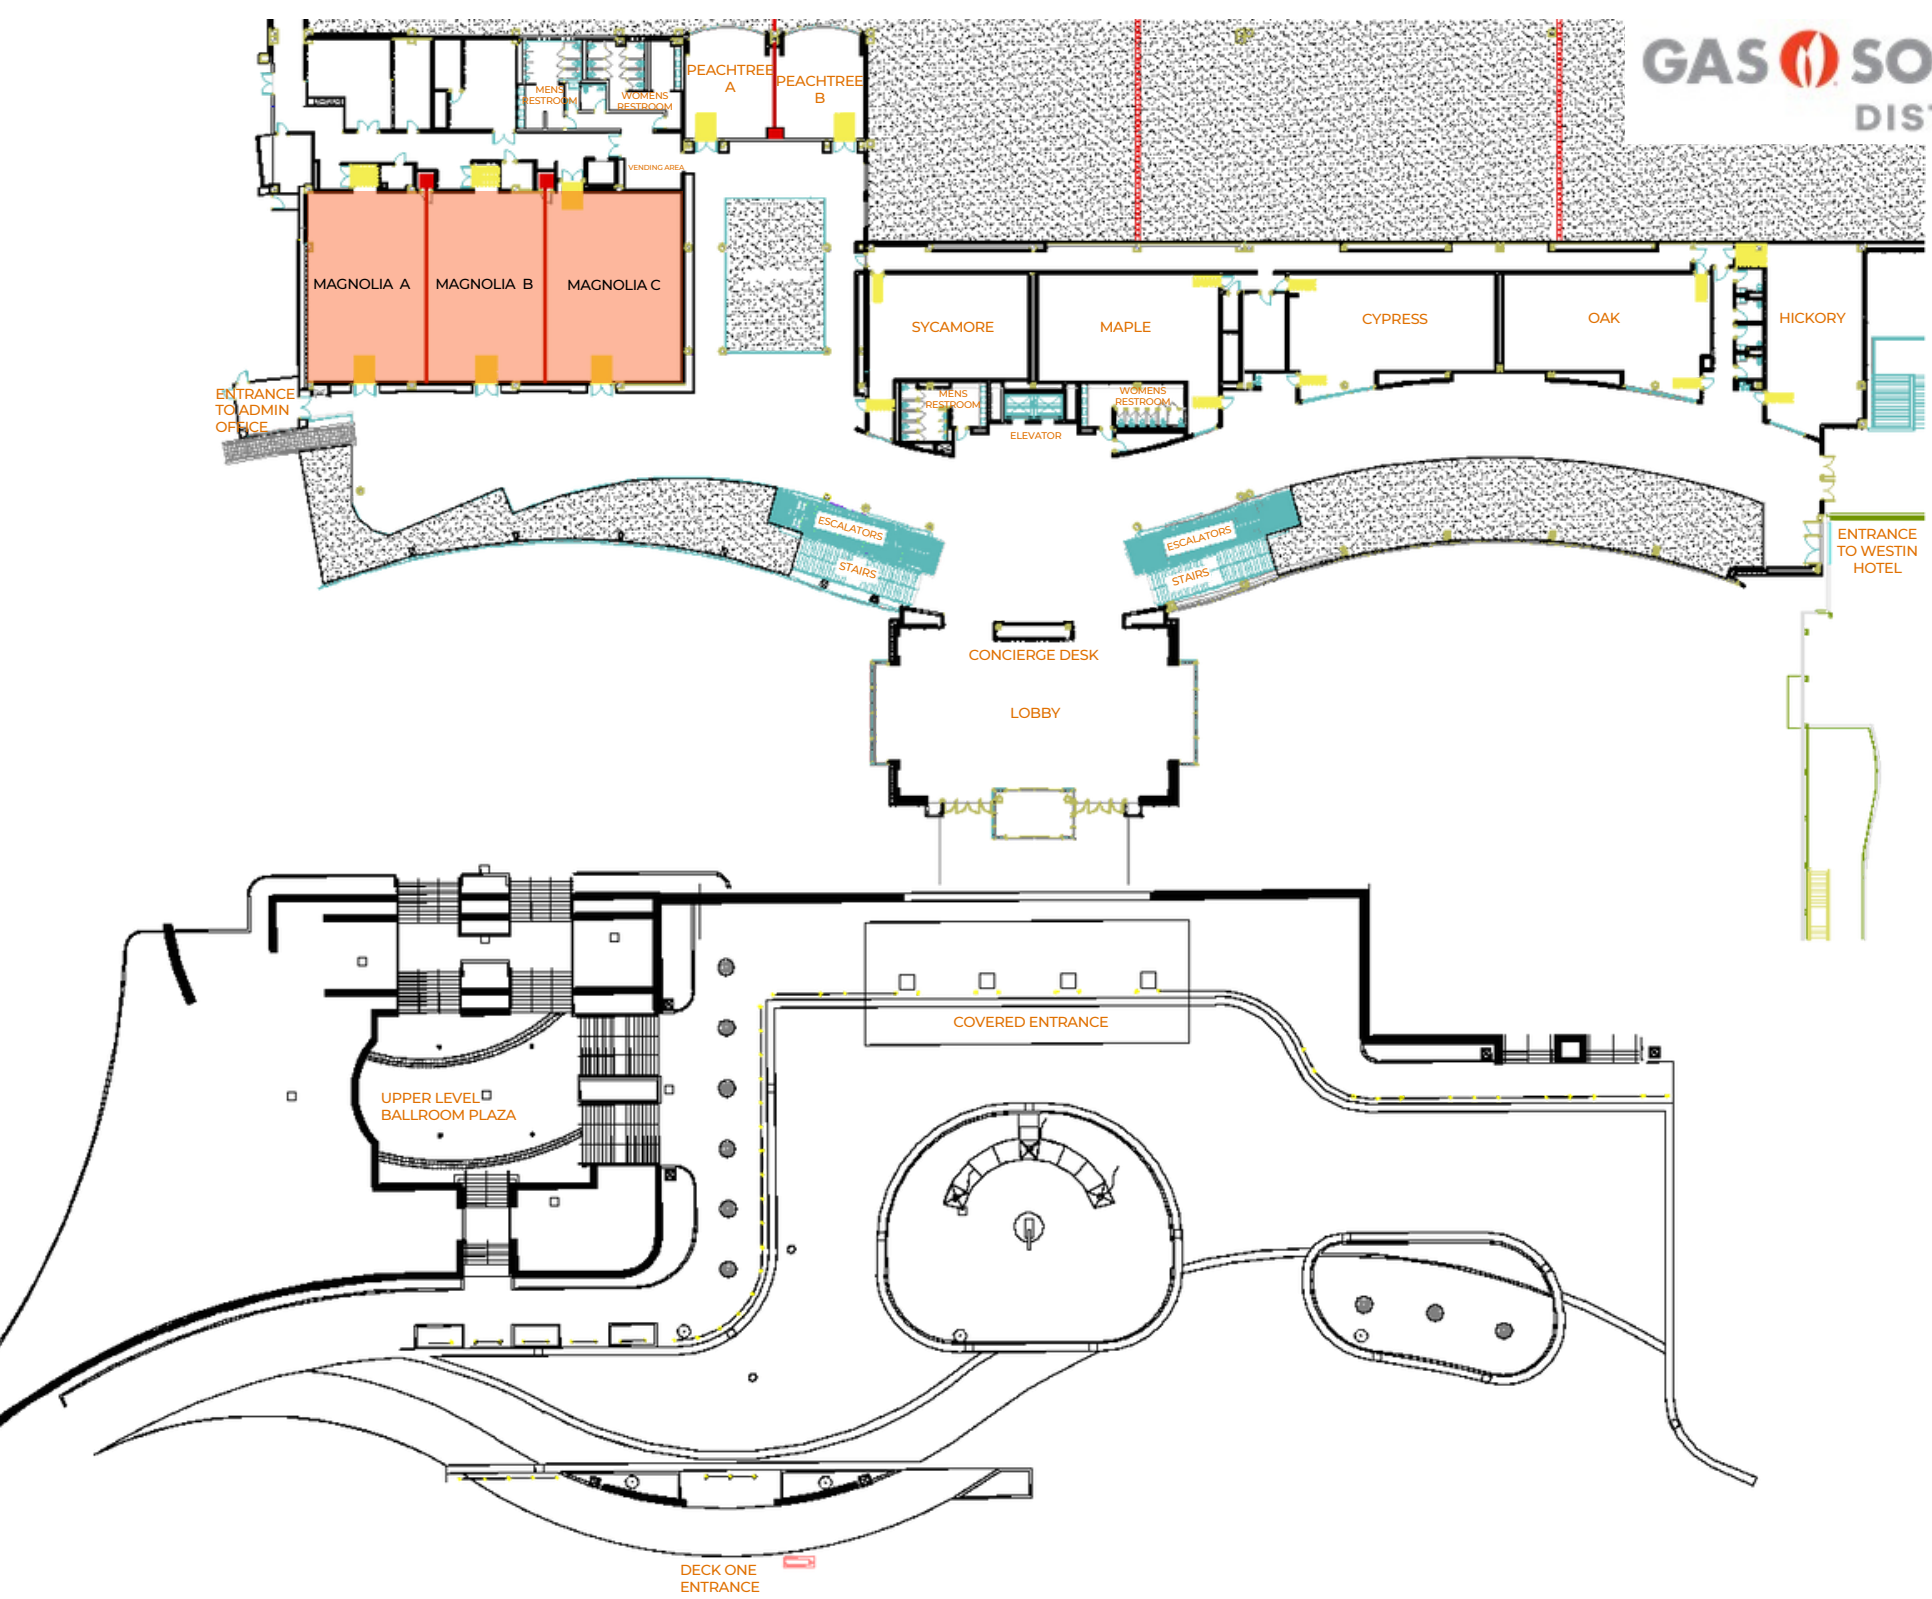 GAS SO
DIS
PEACHTREE
A
PEACHTREE
B
MENS
RESTROOM
WOMENS
RESTROOM
VENDING AREA
MAGNOLIA A
MAGNOLIA B
MAGNOLIA C
SYCAMORE
MAPLE
CYPRESS
OAK
HICKORY
ENTRANCE
TO ADMIN
OFFICE
MENS
RESTROOM
WOMENS
RESTROOM
ELEVATOR
ESCALATORS
STAIRS
ESCALATORS
STAIRS
ENTRANCE
TO WESTIN
HOTEL
CONCIERGE DESK
LOBBY
COVERED ENTRANCE
UPPER LEVEL
BALLROOM PLAZA
DECK ONE
ENTRANCE